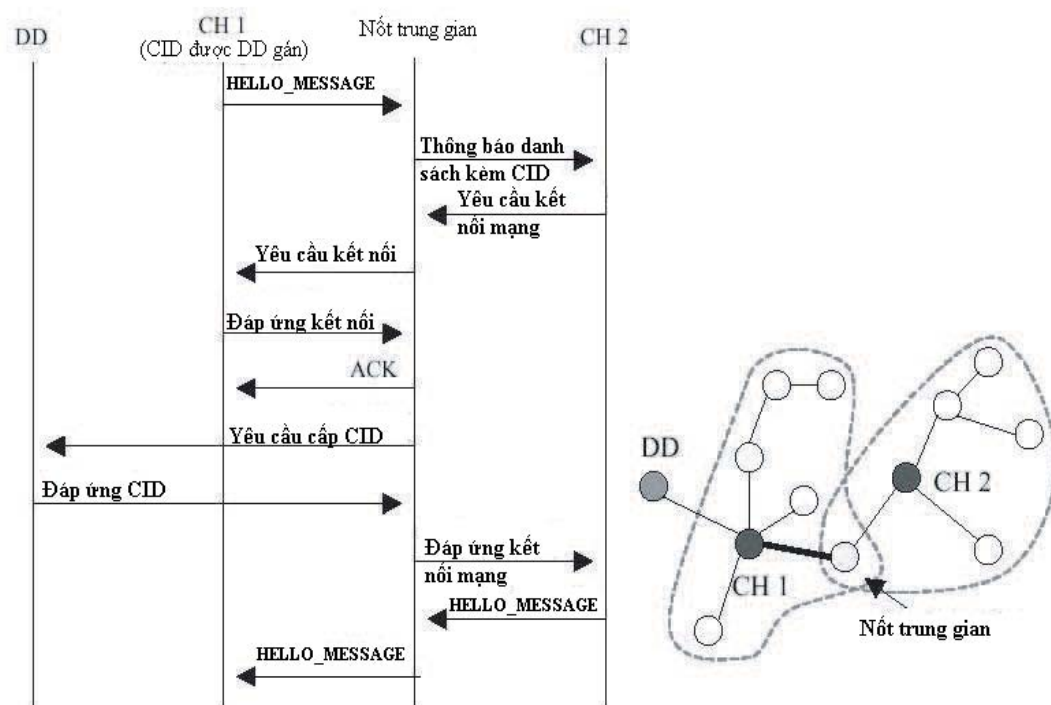 DD
CH 1
(CID được DD gán)
Nốt trung gian
CH 2
HELLO_MESSAGE
Thông báo danh
sách kèm CID
Yêu cầu kết
nối mạng
Yêu cầu kết nối
Đáp ứng kết nối
ACK
Yêu cầu cấp CID
Đáp ứng CID
Đáp ứng kết
nối mạng
HELLO_MESSAGE
HELLO_MESSAGE
DD
CH 1
CH 2
Nốt trung gian